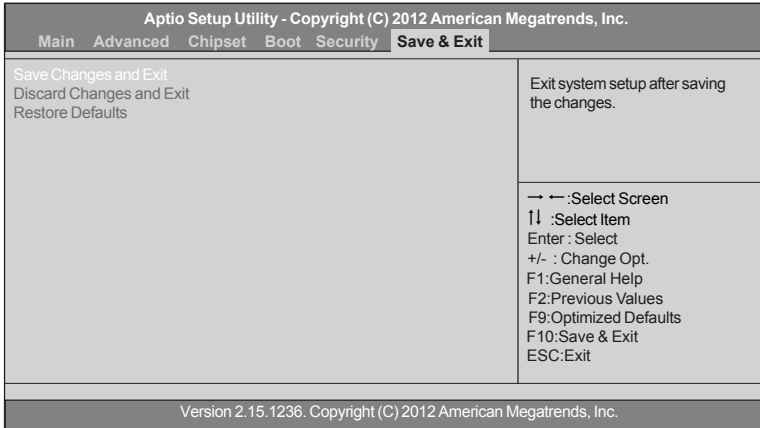 Aptio Setup Utility - Copyright (C) 2012 American Megatrends, Inc.
Main Advanced Chipset Boot Security Save & Exit
Save Changes and Exit
Discard Changes and Exit
Restore Defaults
Exit system setup after saving
the changes.
→ ←:Select Screen
↑↓ :Select Item
Enter : Select
+/- : Change Opt.
F1:General Help
F2:Previous Values
F9:Optimized Defaults
F10:Save & Exit
ESC:Exit
Version 2.15.1236. Copyright (C) 2012 American Megatrends, Inc.